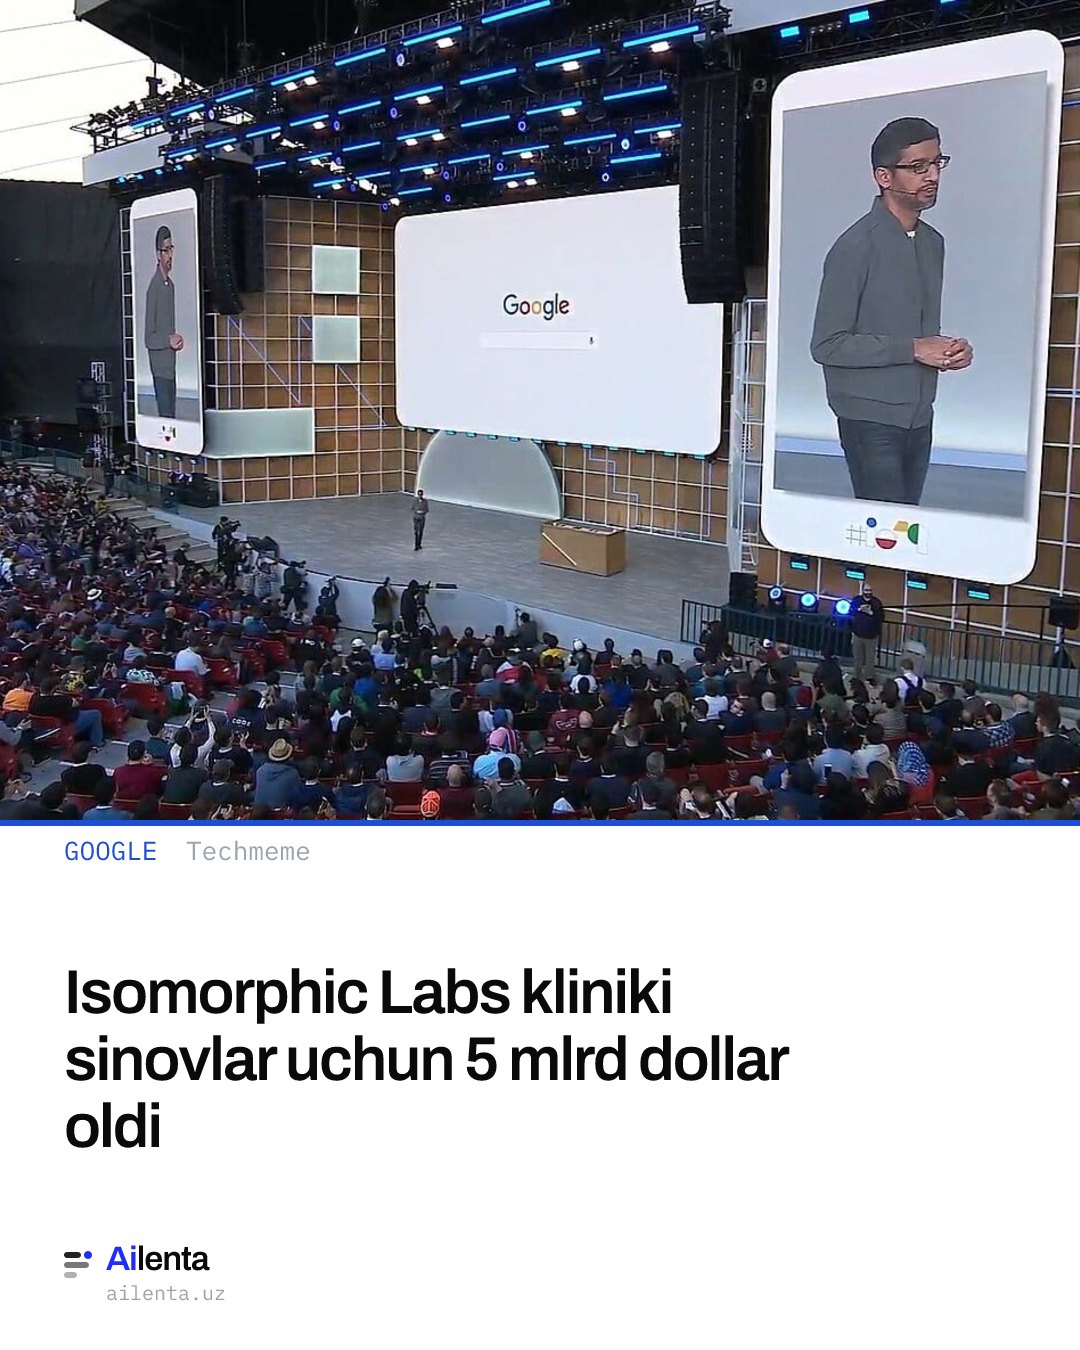 Google
GOOGLE Techmeme
Isomorphic Labs kliniki
sinovlar uchun 5 mlrd dollar
oldi
Ailenta
ailenta.uz